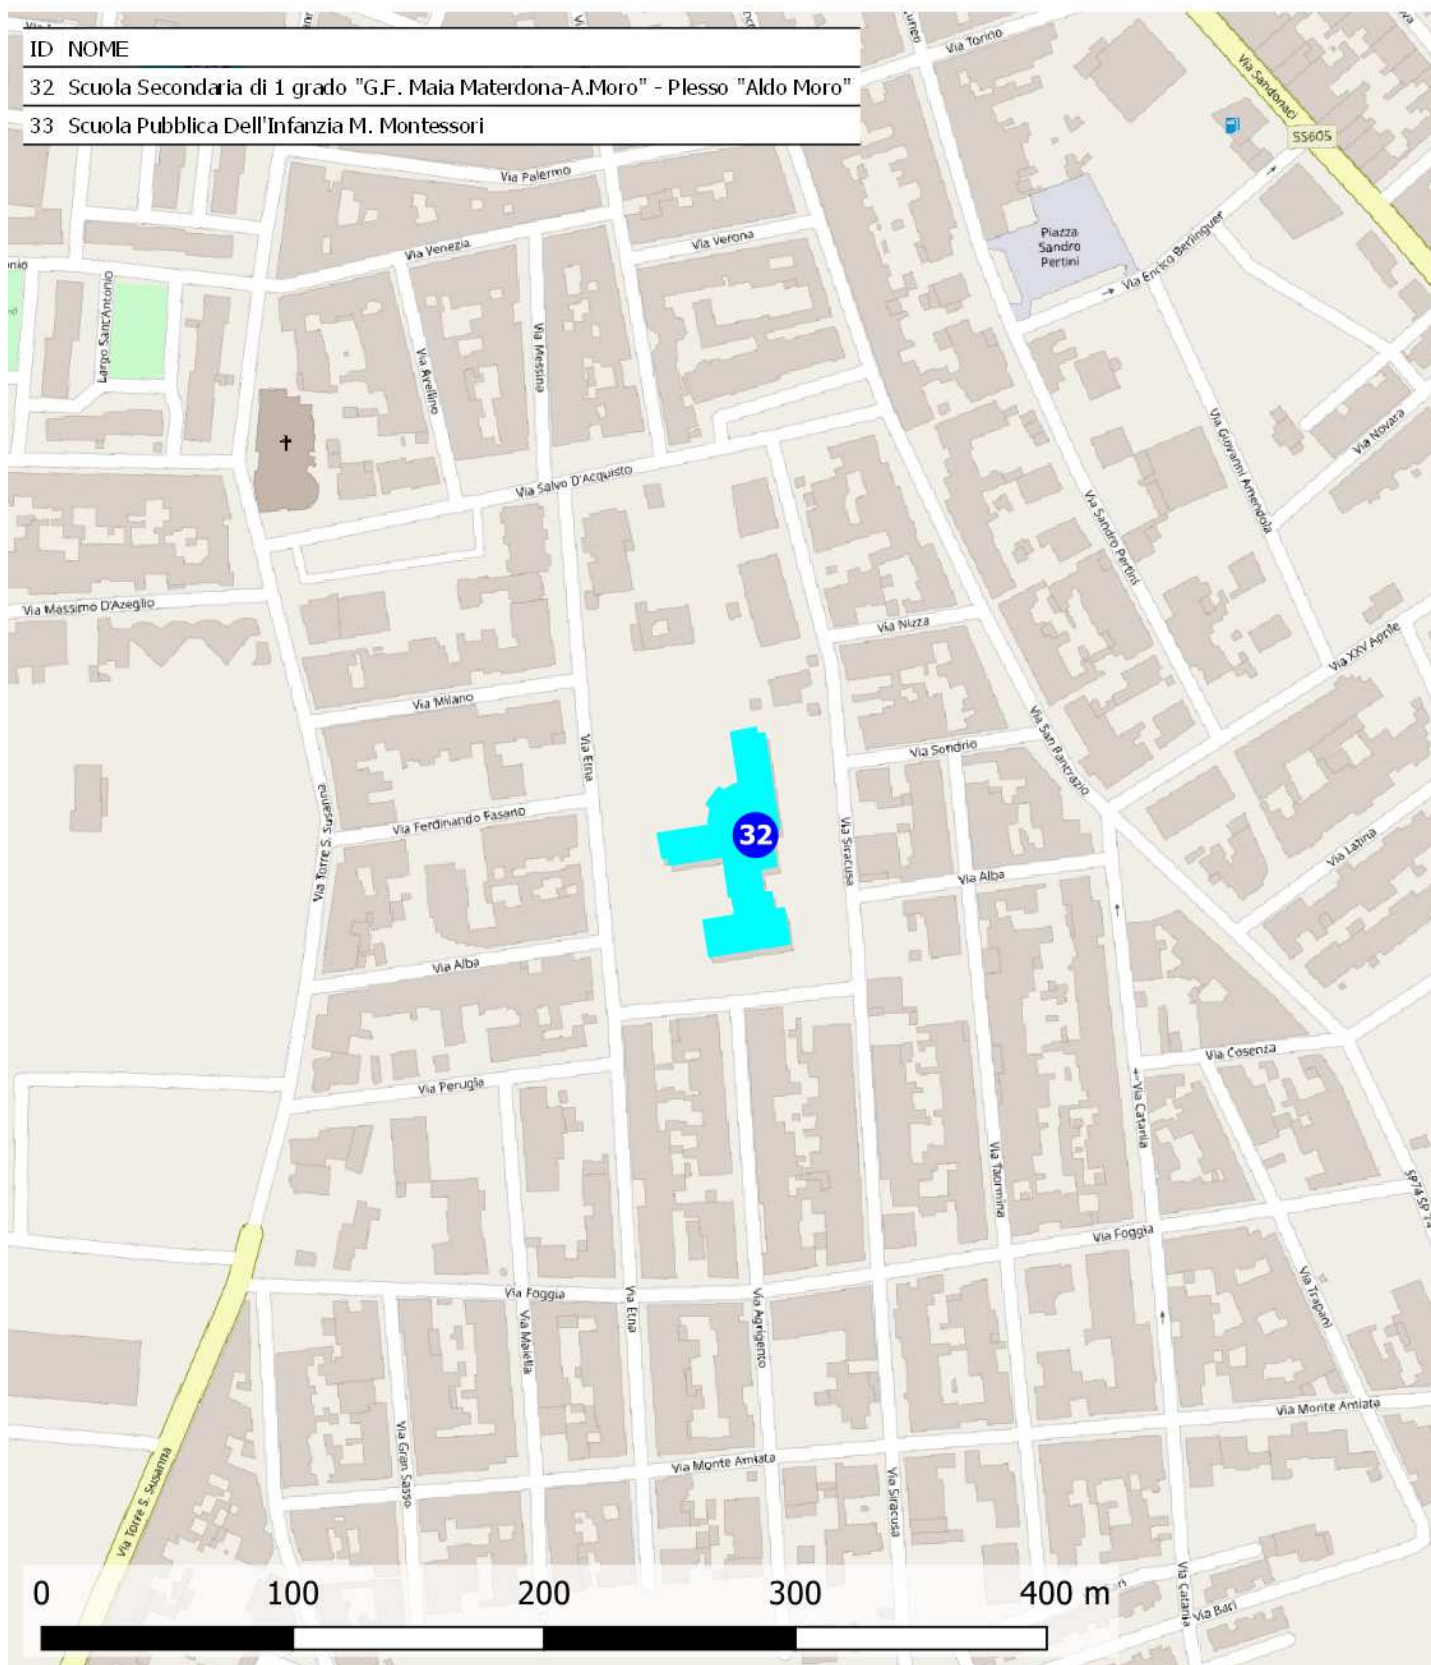 ID NOME
32 Scuola Secondaria di 1 grado "G.F. Maia Materdona-A.Moro" - Plesso "Aldo Moro"
33 Scuola Pubblica Dell'Infanzia M. Montessori
Via Torino
Via Sandonaci
SS605
Via Palermo
Via Venezia
Via Verona
Piazza
Sandro
Pertini
Via Enrico Berlinguer
Largo Sant'Antonio
Via Avellino
Via Messina
Via Giovanni Amendola
Via Novara
Via Salvo D'Acquisto
Via Sandro Pertini
Via Massimo D'Azeglio
Via Nizza
Via XXV Aprile
Via Milano
Via Etna
Via San Pancrazio
Via Sondrio
Via Torre S. Susanna
Via Ferdinando Fasano
32
Via Siracusa
Via Latina
Via Alba
Via Alba
Via Cosenza
Via Perugia
Via Catania
Via Taormina
SP74 SP 74
Via Foggia
Via Foggia
Via Etna
Via Maiella
Via Agrigento
Via Trapani
Via Monte Amiata
Via Monte Amiata
Via Gran Sasso
Via Torre S. Susanna
Via Siracusa
Via Catania
Via Bari
0 100 200 300 400 m